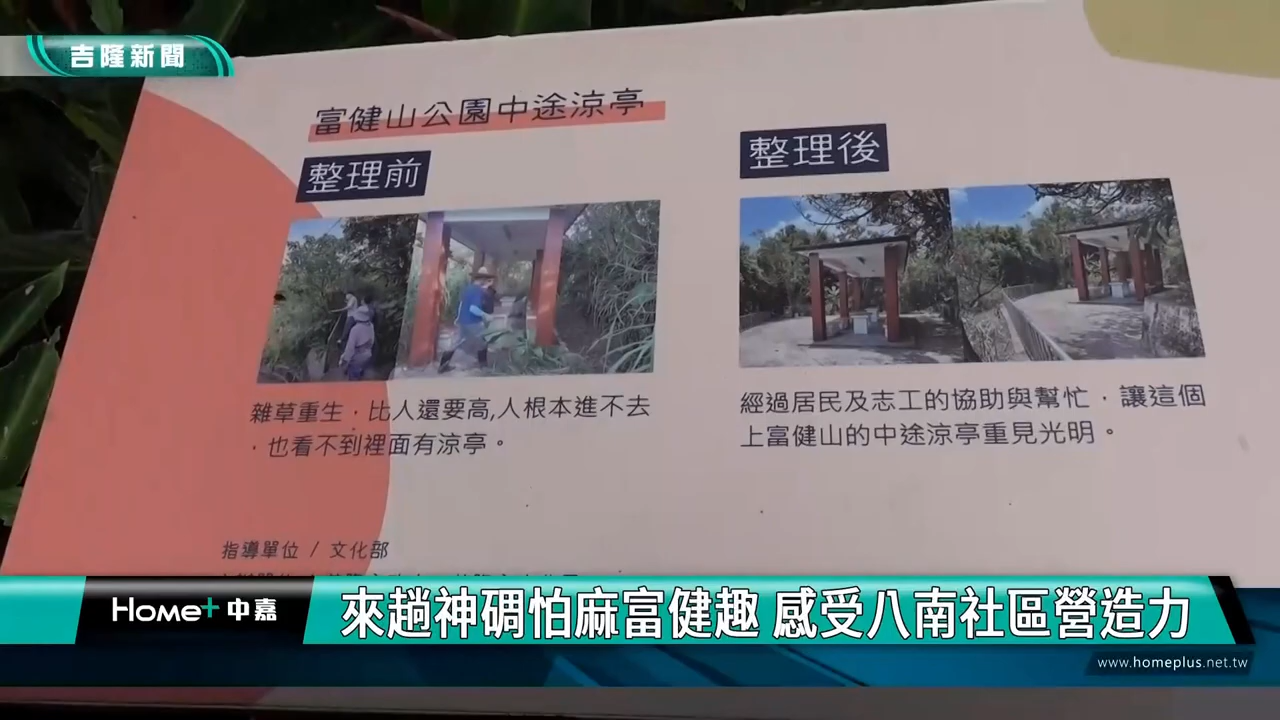 吉隆新聞
富健山公園中途涼亭
整理前
整理後
雜草重生，比人還要高,人根本進不去
，也看不到裡面有涼亭。
經過居民及志工的協助與幫忙，讓這個
上富健山的中途涼亭重見光明。
指導單位 / 文化部
Home+ 中嘉
來趟神碉怕麻富健趣 感受八南社區營造力
www.homeplus.net.tw